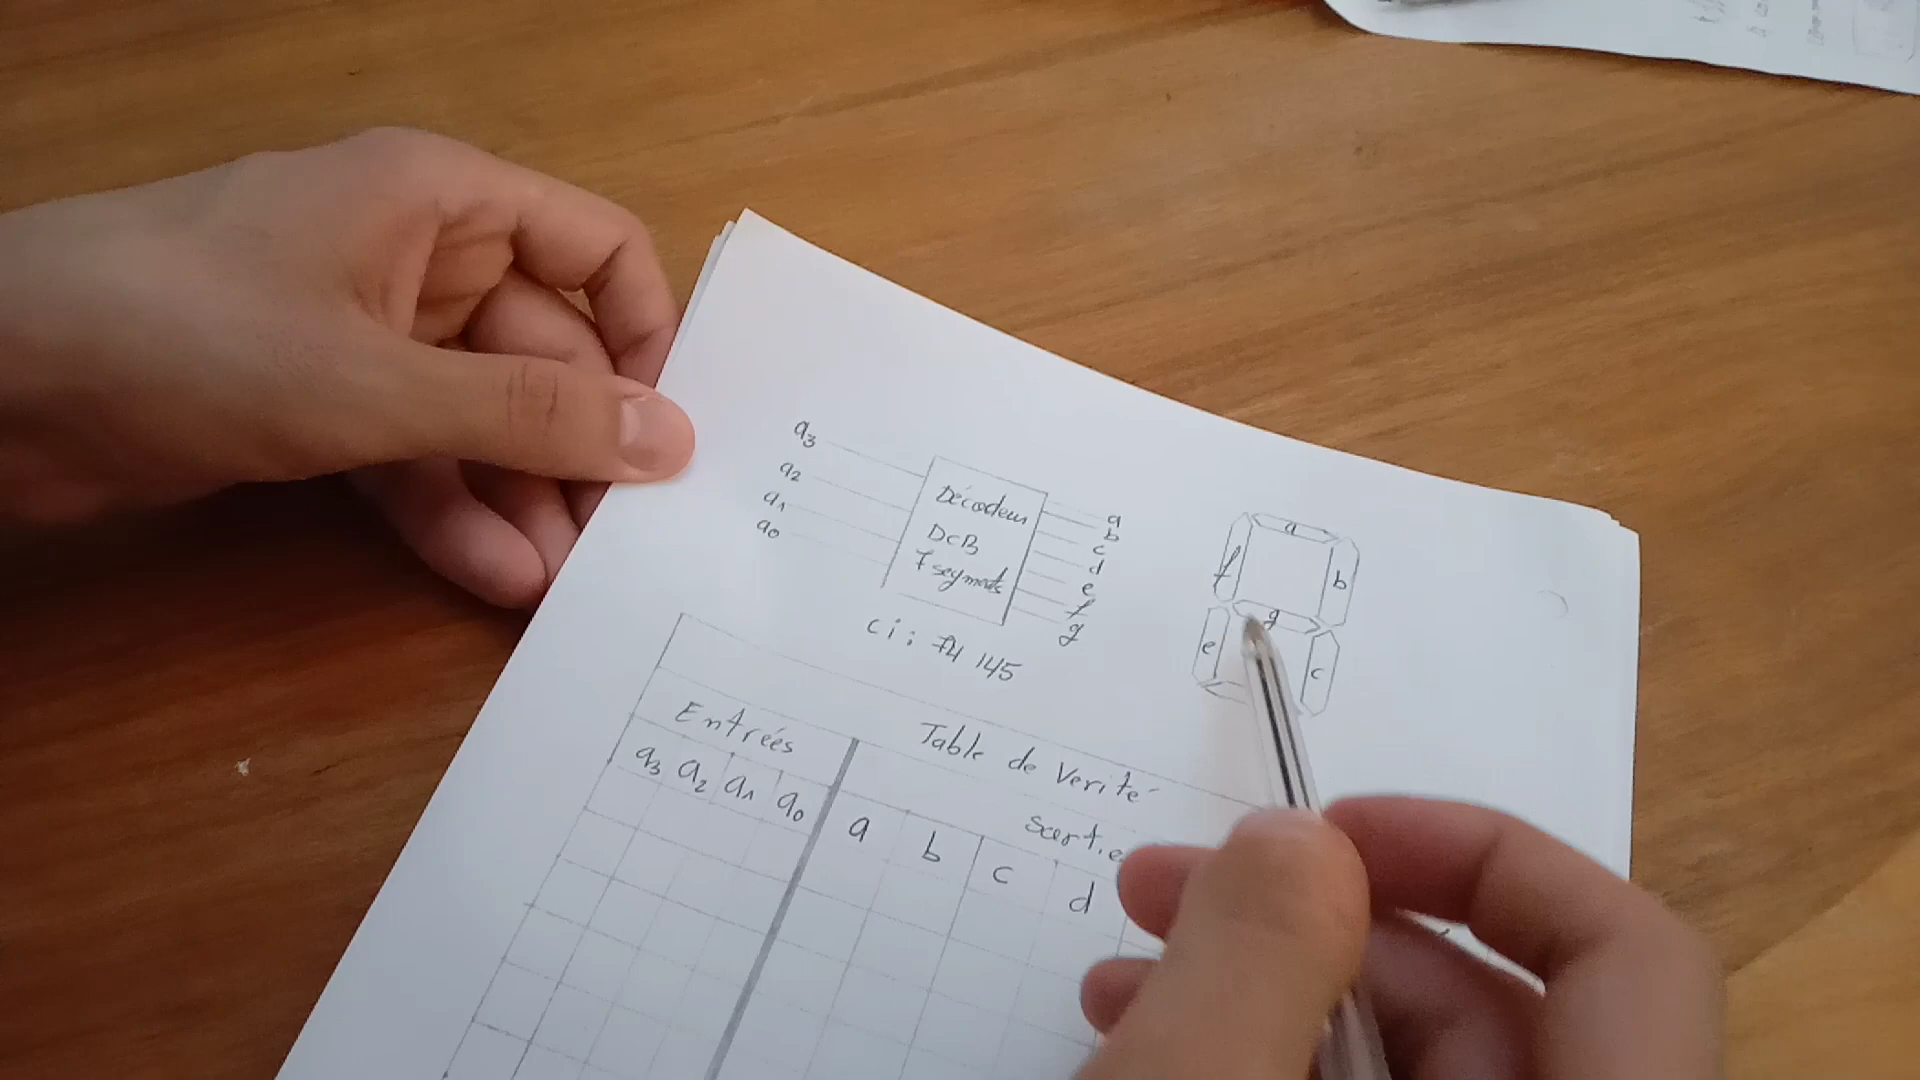 a3
a2
a1
a0
Décodeur
DCB
7 segments
a
b
c
d
e
f
g
ci : 74 145
a
f
b
g
e
c
Table de Verité
Entrées
a3 a2 a1 a0
a b c d